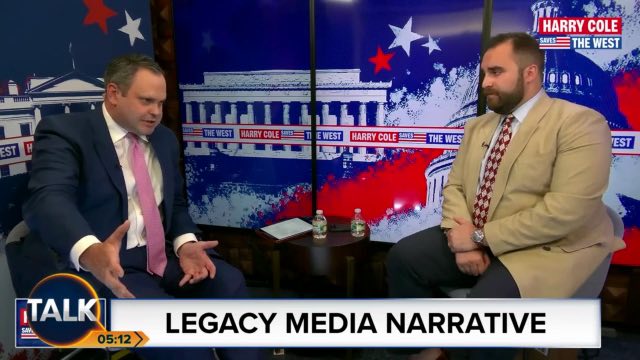 HARRY COLE
SAVES THE WEST
SAVES THE WEST HARRY COLE SAVES THE WEST HARRY COLE SAVES THE WEST
THE WEST
TALK
05:12
LEGACY MEDIA NARRATIVE